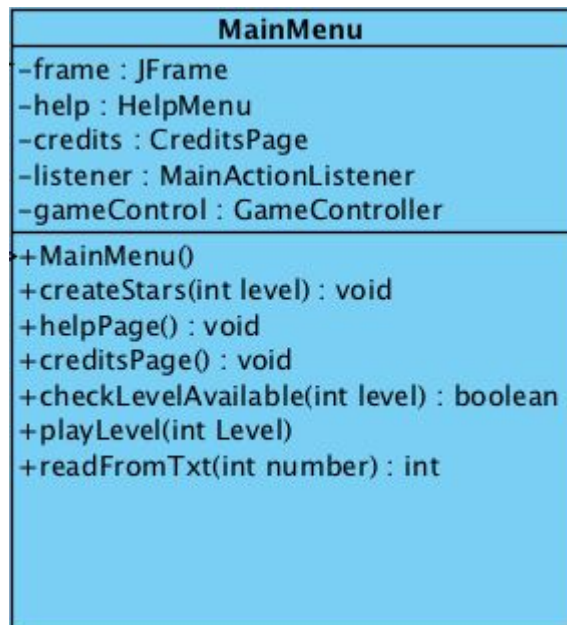 MainMenu
-frame : JFrame
-help : HelpMenu
-credits : CreditsPage
-listener : MainActionListener
-gameControl : GameController
+MainMenu()
+createStars(int level) : void
+helpPage() : void
+creditsPage() : void
+checkLevelAvailable(int level) : boolean
+playLevel(int Level)
+readFromTxt(int number) : int